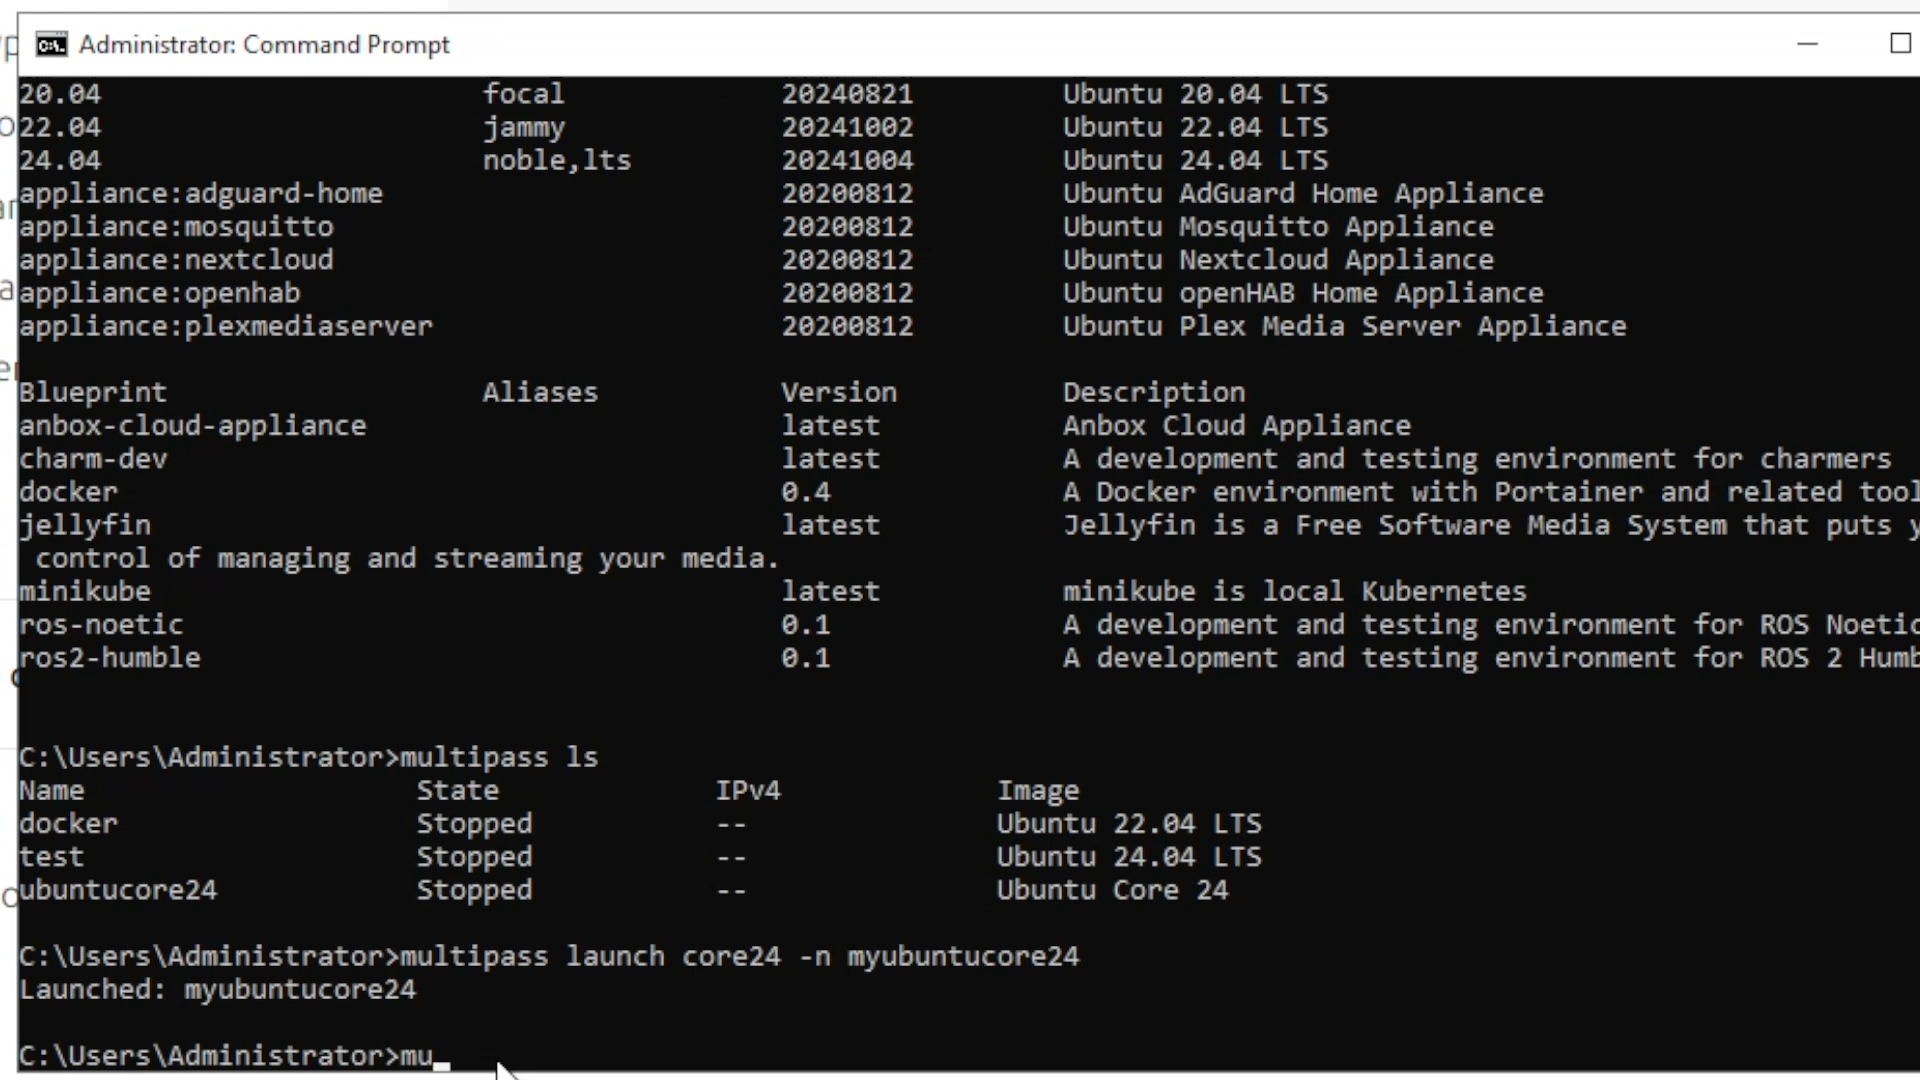 Administrator: Command Prompt
20.04 focal 20240821 Ubuntu 20.04 LTS
22.04 jammy 20241002 Ubuntu 22.04 LTS
24.04 noble,lts 20241004 Ubuntu 24.04 LTS
appliance:adguard-home 20200812 Ubuntu AdGuard Home Appliance
appliance:mosquitto 20200812 Ubuntu Mosquitto Appliance
appliance:nextcloud 20200812 Ubuntu Nextcloud Appliance
appliance:openhab 20200812 Ubuntu openHAB Home Appliance
appliance:plexmediaserver 20200812 Ubuntu Plex Media Server Appliance
Blueprint Aliases Version Description
anbox-cloud-appliance latest Anbox Cloud Appliance
charm-dev latest A development and testing environment for charmers
docker 0.4 A Docker environment with Portainer and related tool
jellyfin latest Jellyfin is a Free Software Media System that puts y
control of managing and streaming your media.
minikube latest minikube is local Kubernetes
ros-noetic 0.1 A development and testing environment for ROS Noetic
ros2-humble 0.1 A development and testing environment for ROS 2 Humb
C:\Users\Administrator>multipass ls
Name State IPv4 Image
docker Stopped -- Ubuntu 22.04 LTS
test Stopped -- Ubuntu 24.04 LTS
ubuntucore24 Stopped -- Ubuntu Core 24
C:\Users\Administrator>multipass launch core24 -n myubuntucore24
Launched: myubuntucore24
C:\Users\Administrator>mu_